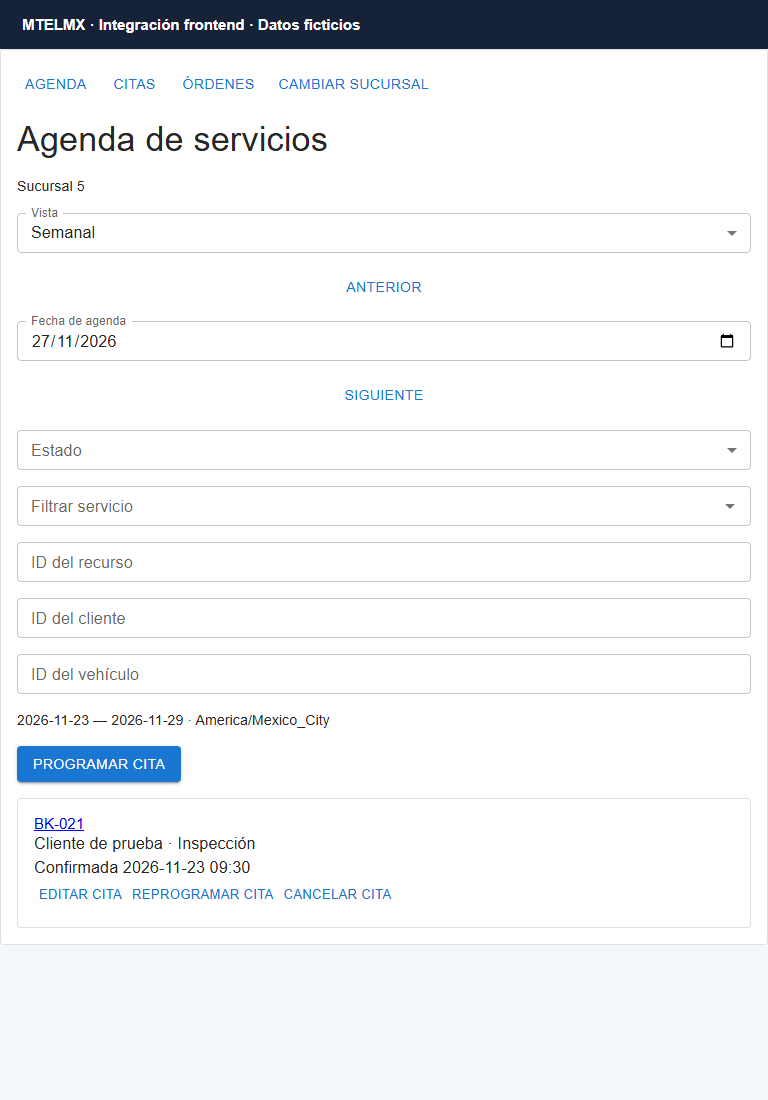 MTELMX · Integración frontend · Datos ficticios
AGENDA CITAS ÓRDENES CAMBIAR SUCURSAL
Agenda de servicios
Sucursal 5
Vista
Semanal
ANTERIOR
Fecha de agenda
27/11/2026
SIGUIENTE
Estado
Filtrar servicio
ID del recurso
ID del cliente
ID del vehículo
2026-11-23 — 2026-11-29 · America/Mexico_City
PROGRAMAR CITA
BK-021
Cliente de prueba · Inspección
Confirmada 2026-11-23 09:30
EDITAR CITA REPROGRAMAR CITA CANCELAR CITA